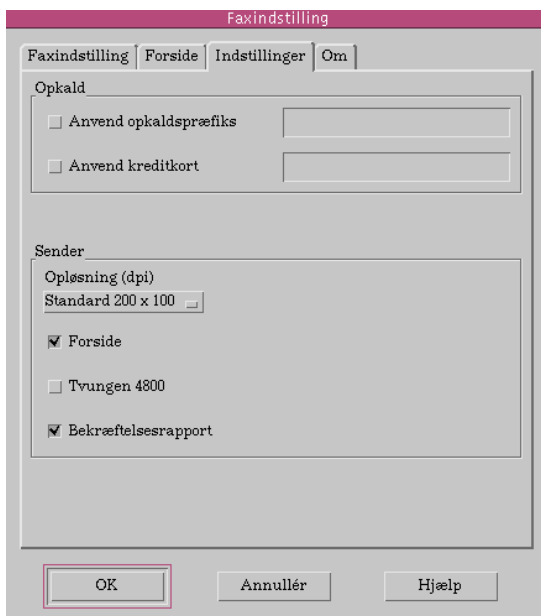 Faxindstilling
Faxindstilling Forside Indstillinger Om
Opkald
Anvend opkaldspræfiks
Anvend kreditkort
Sender
Opløsning (dpi)
Standard 200 x 100
Forside
Tvungen 4800
Bekræftelsesrapport
OK Annullér Hjælp